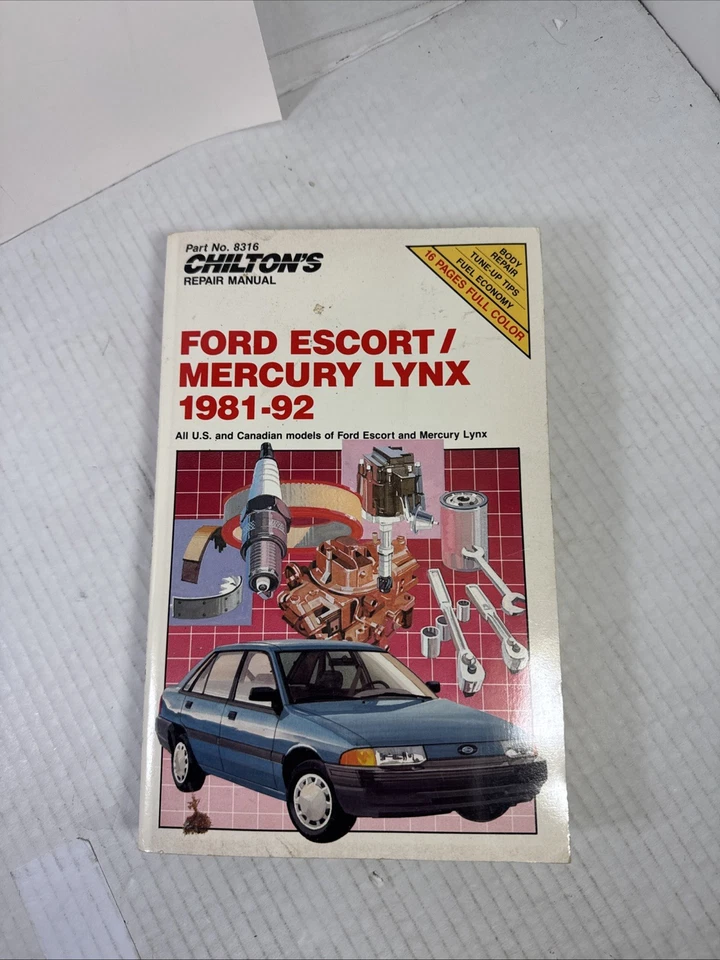 Part No. 8316
CHILTON'S
REPAIR MANUAL
BODY
REPAIR
TUNE-UP TIPS
FUEL ECONOMY
16 PAGES FULL COLOR
FORD ESCORT/
MERCURY LYNX
1981-92
All U.S. and Canadian models of Ford Escort and Mercury Lynx